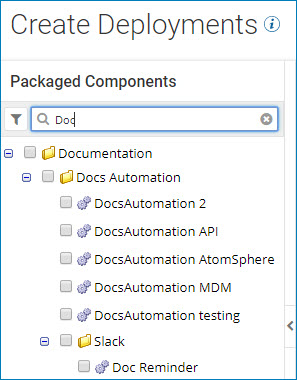 Create Deployments
Packaged Components
Doc
Documentation
Docs Automation
DocsAutomation 2
DocsAutomation API
DocsAutomation AtomSphere
DocsAutomation MDM
DocsAutomation testing
Slack
Doc Reminder